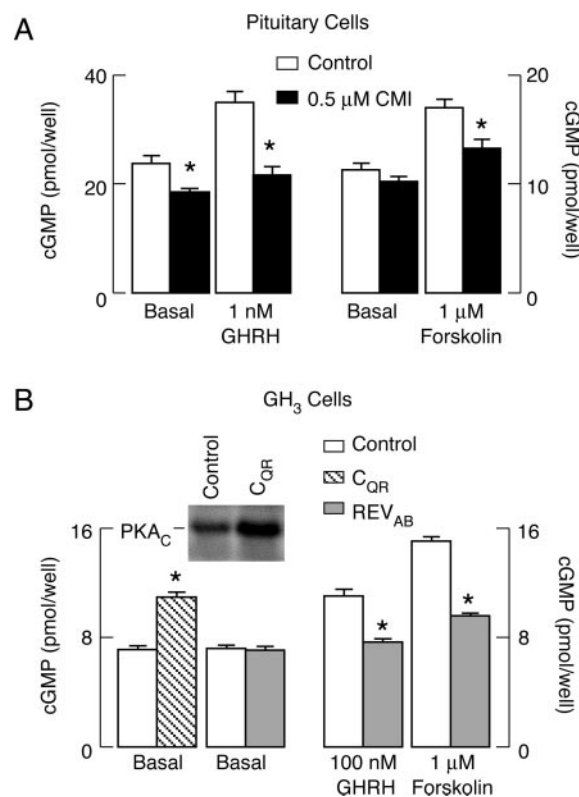 A
Pituitary Cells
Control
0.5 μM CMI
cGMP (pmol/well)
40
20
0
*
*
*
20
10
0
cGMP (pmol/well)
Basal
1 nM
GHRH
Basal
1 μM
Forskolin
B
GH3 Cells
Control
CQR
REVAB
Control
CQR
PKAC
cGMP (pmol/well)
16
8
0
*
*
*
16
8
0
cGMP (pmol/well)
Basal
Basal
100 nM
GHRH
1 μM
Forskolin